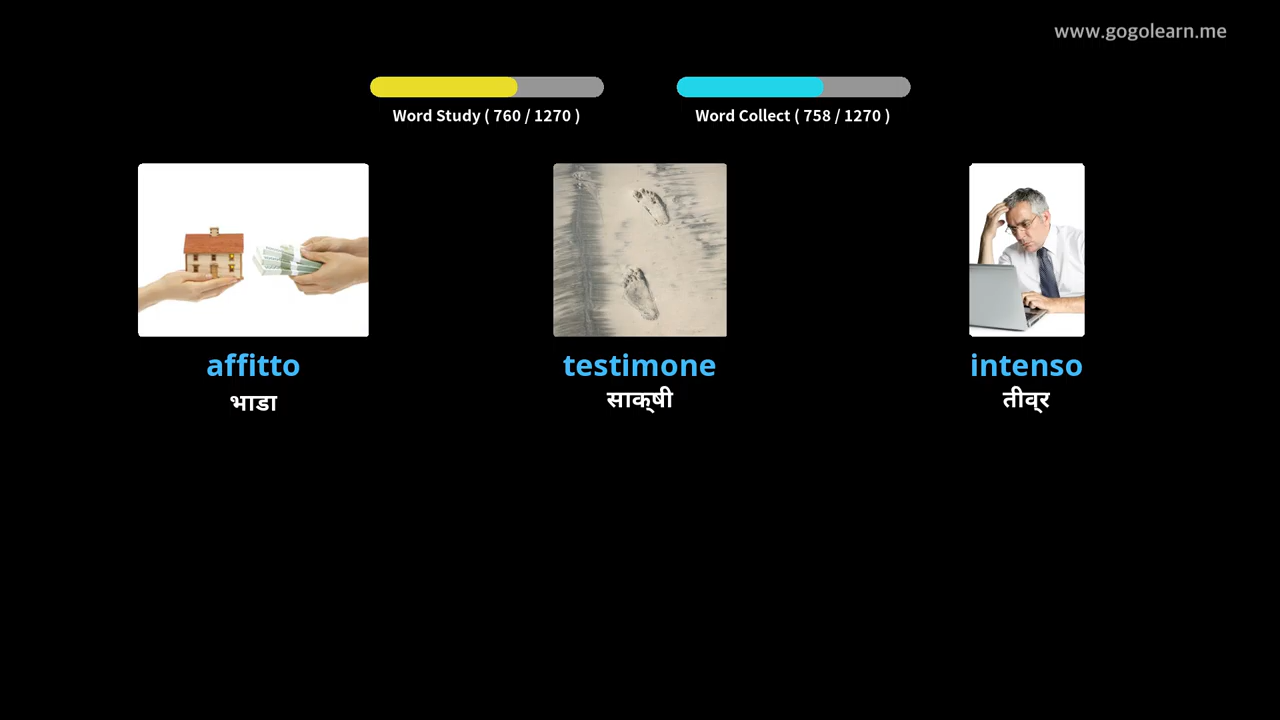 www.gogolearn.me
Word Study ( 760 / 1270 )
Word Collect ( 758 / 1270 )
affitto
testimone
intenso
भाडा
साक्षी
तीव्र